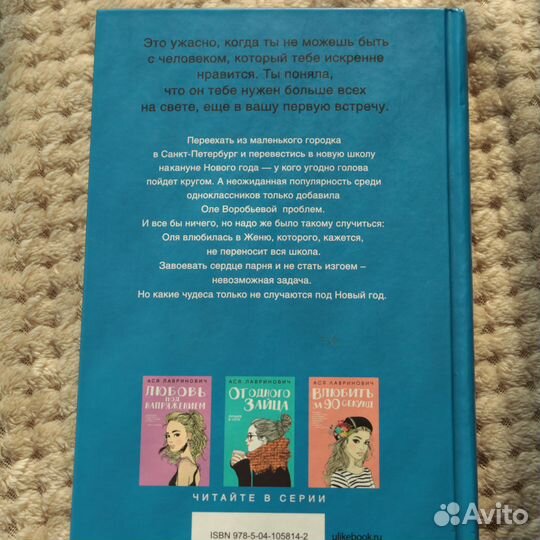 Это ужасно, когда ты не можешь быть
с человеком, который тебе искренне
нравится. Ты поняла,
что он тебе нужен больше всех
на свете, еще в вашу первую встречу.
Переехать из маленького городка
в Санкт-Петербург и перевестись в новую школу
накануне Нового года — у кого угодно голова
пойдет кругом. А неожиданная популярность среди
одноклассников только добавила
Оле Воробьевой проблем.
И все бы ничего, но надо же было такому случиться:
Оля влюбилась в Женю, которого, кажется,
не переносит вся школа.
Завоевать сердце парня и не стать изгоем –
невозможная задача.
Но какие чудеса только не случаются под Новый год.
АСЯ ЛАВРИНОВИЧ
ЛЮБОВЬ
ПОД
НАПРЯЖЕНИЕМ
АСЯ ЛАВРИНОВИЧ
ОТ ОДНОГО
ЗАЙЦА
АСЯ ЛАВРИНОВИЧ
ВЛЮБИТЬ
ЗА 90 СЕКУНД
ЧИТАЙТЕ В СЕРИИ
ISBN 978-5-04-105814-2
ulikebook.ru
Avito